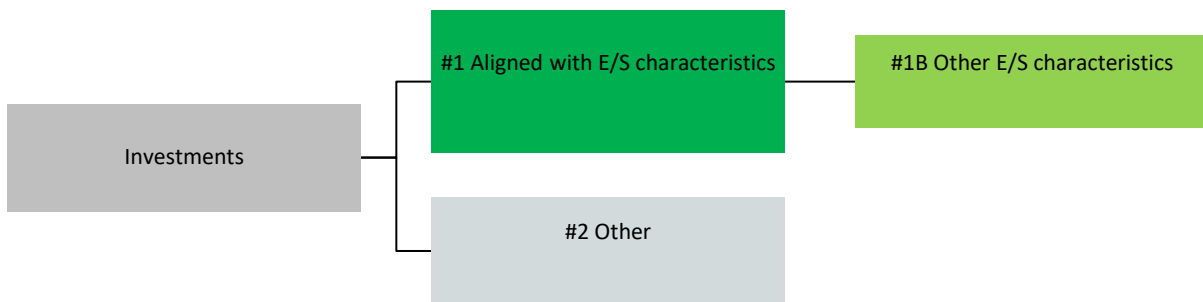 #1 Aligned with E/S characteristics
#1B Other E/S characteristics
Investments
#2 Other